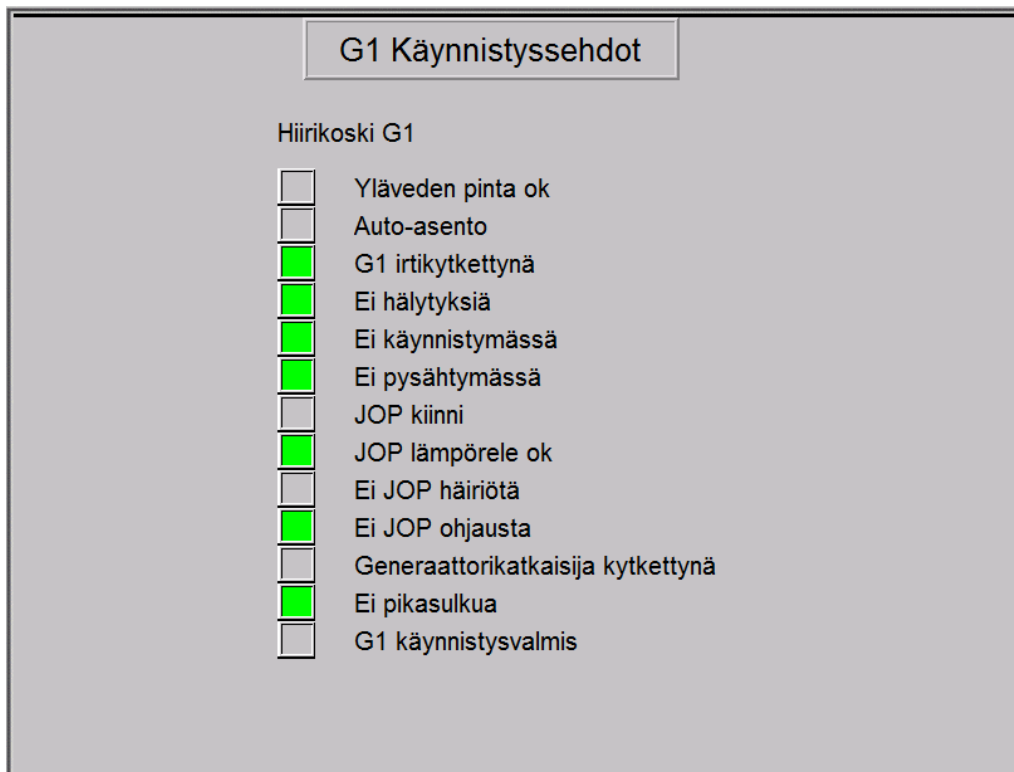 G1 Käynnistyssehdot
Hiirikoski G1
Yläveden pinta ok
Auto-asento
G1 irtikytkettynä
Ei hälytyksiä
Ei käynnistymässä
Ei pysähtymässä
JOP kiinni
JOP lämpörele ok
Ei JOP häiriötä
Ei JOP ohjausta
Generaattorikatkaisija kytkettynä
Ei pikasulkua
G1 käynnistysvalmis